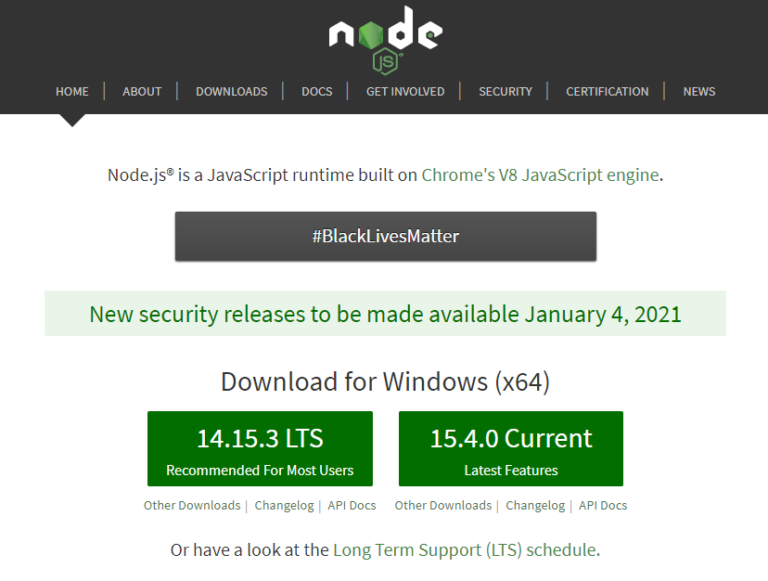 node
JS
HOME | ABOUT | DOWNLOADS | DOCS | GET INVOLVED | SECURITY | CERTIFICATION | NEWS
Node.js® is a JavaScript runtime built on Chrome's V8 JavaScript engine.
#BlackLivesMatter
New security releases to be made available January 4, 2021
Download for Windows (x64)
14.15.3 LTS
Recommended For Most Users
15.4.0 Current
Latest Features
Other Downloads | Changelog | API Docs
Other Downloads | Changelog | API Docs
Or have a look at the Long Term Support (LTS) schedule.